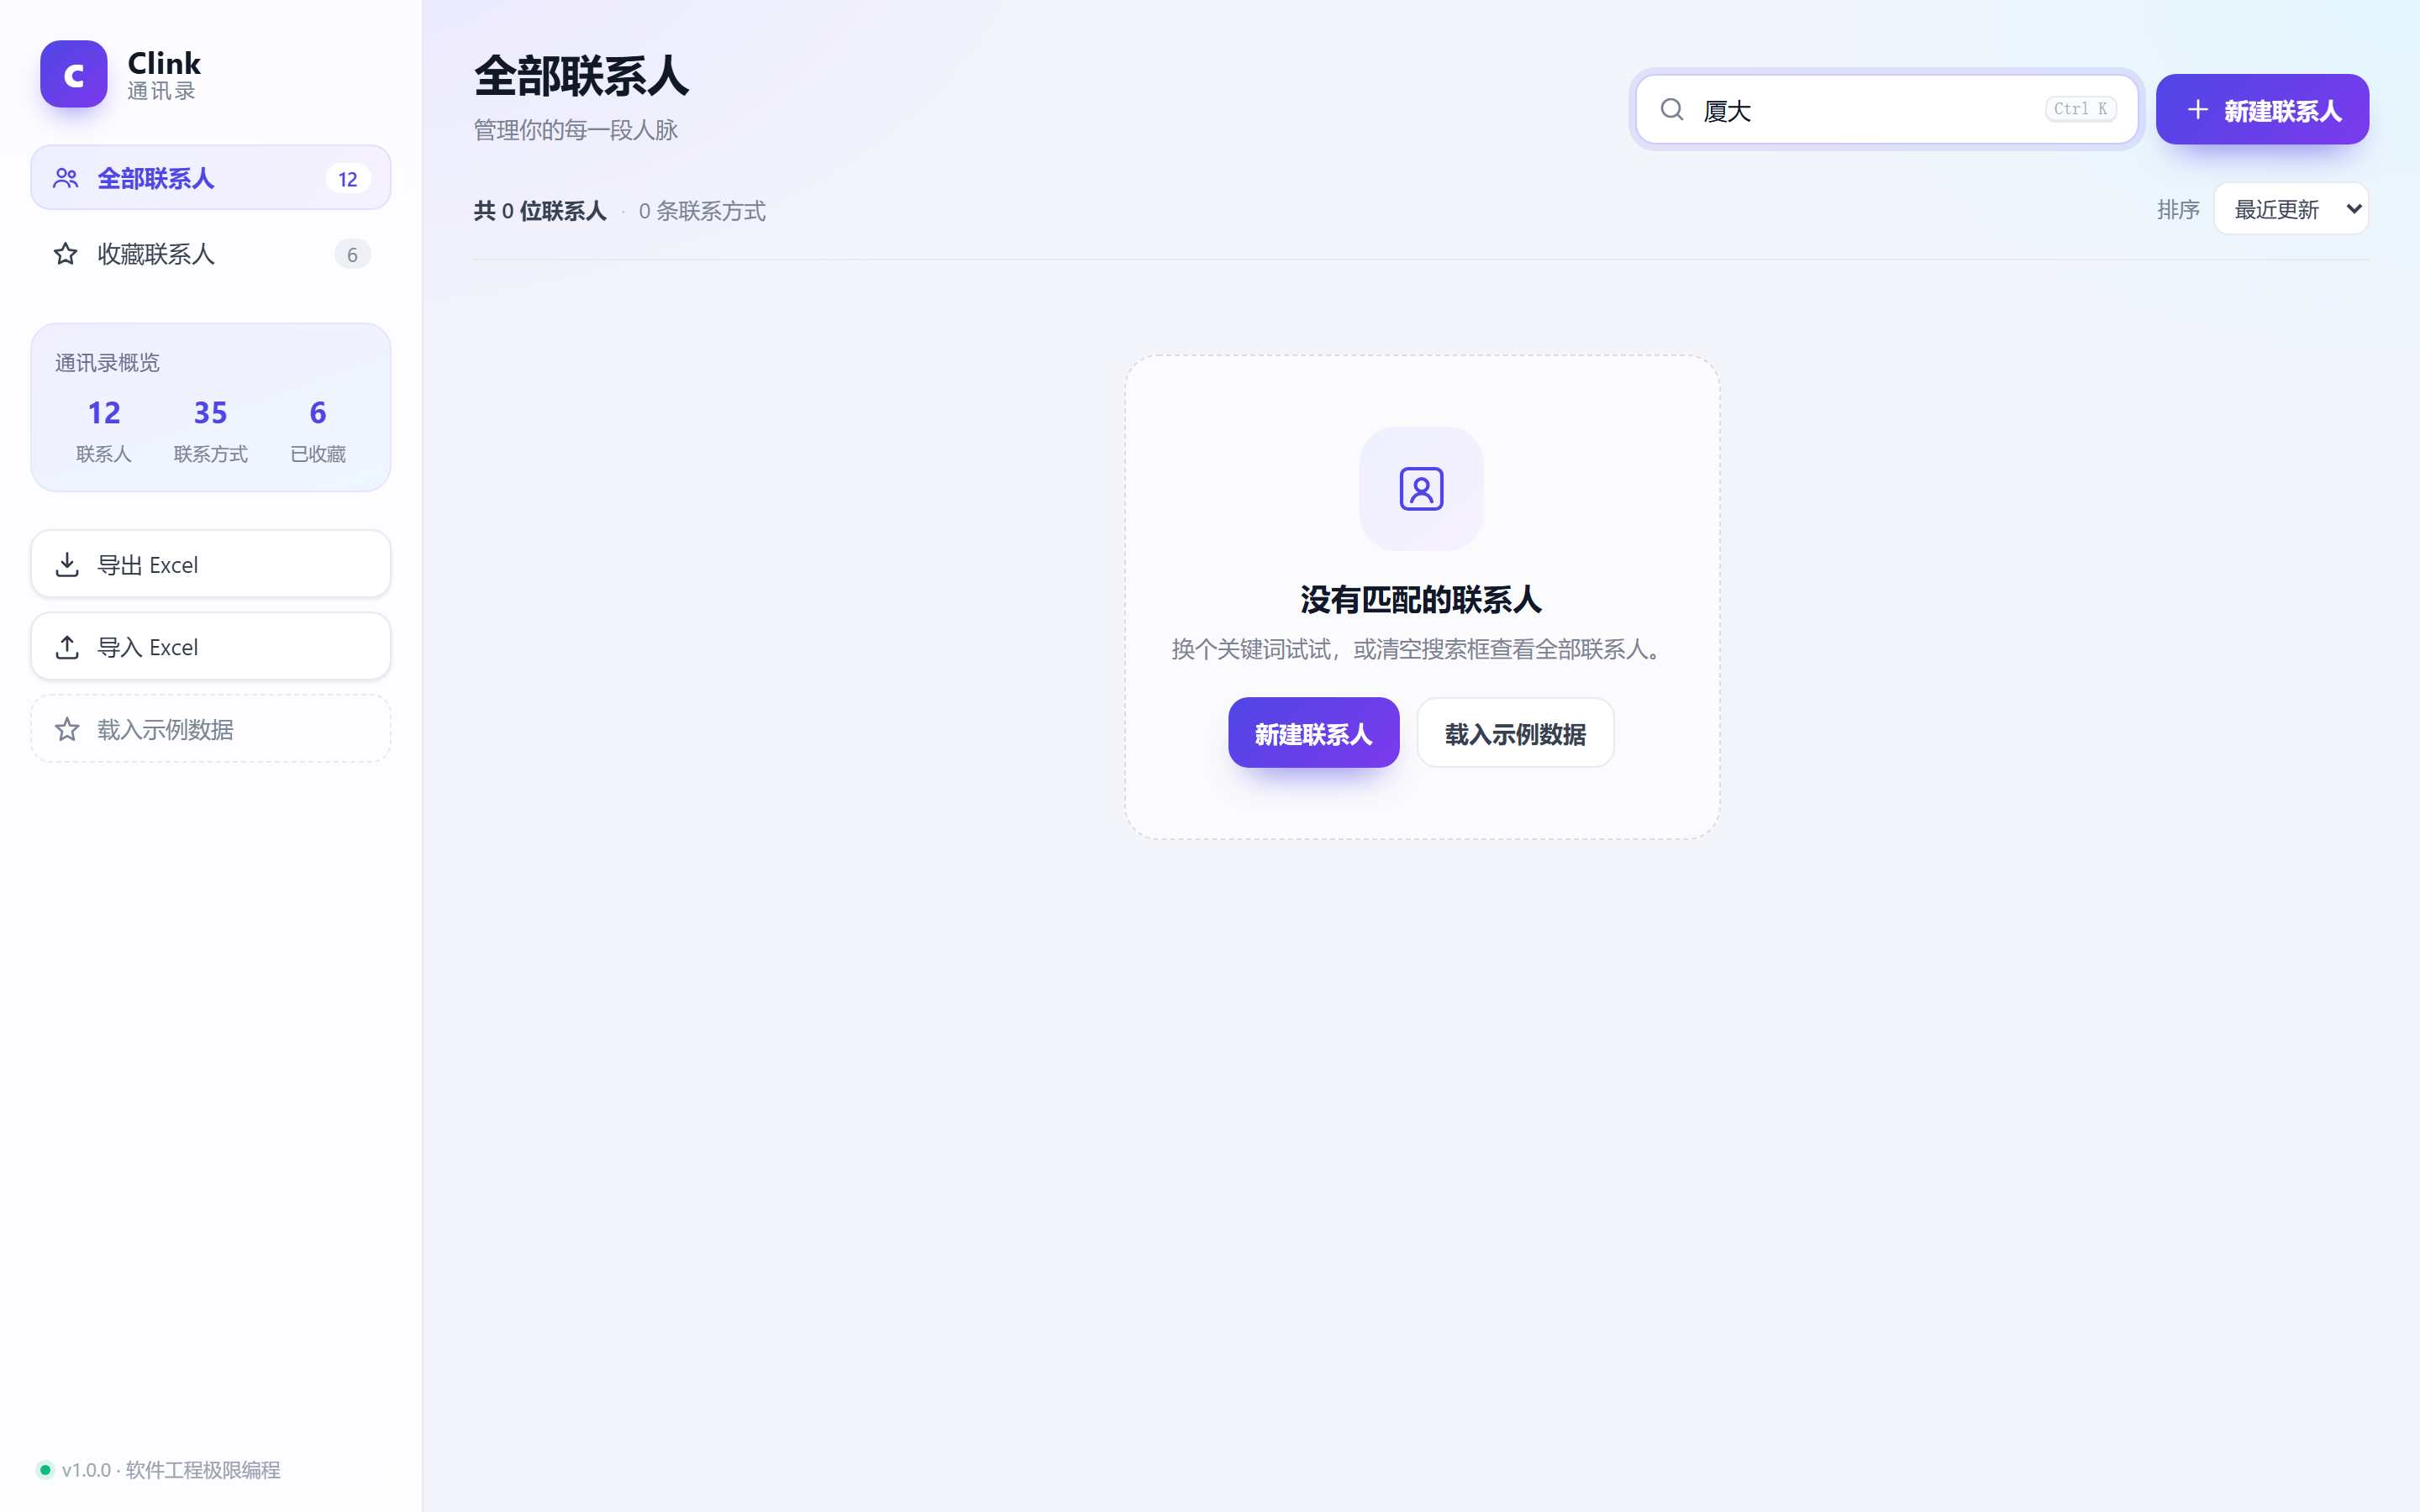 C
Clink
通讯录
全部联系人 12
收藏联系人 6
通讯录概览
12 35 6
联系人 联系方式 已收藏
导出 Excel
导入 Excel
载入示例数据
v1.0.0 · 软件工程极限编程
全部联系人
管理你的每一段人脉
厦大 Ctrl K
新建联系人
共 0 位联系人 · 0 条联系方式
排序 最近更新
没有匹配的联系人
换个关键词试试，或清空搜索框查看全部联系人。
新建联系人 载入示例数据